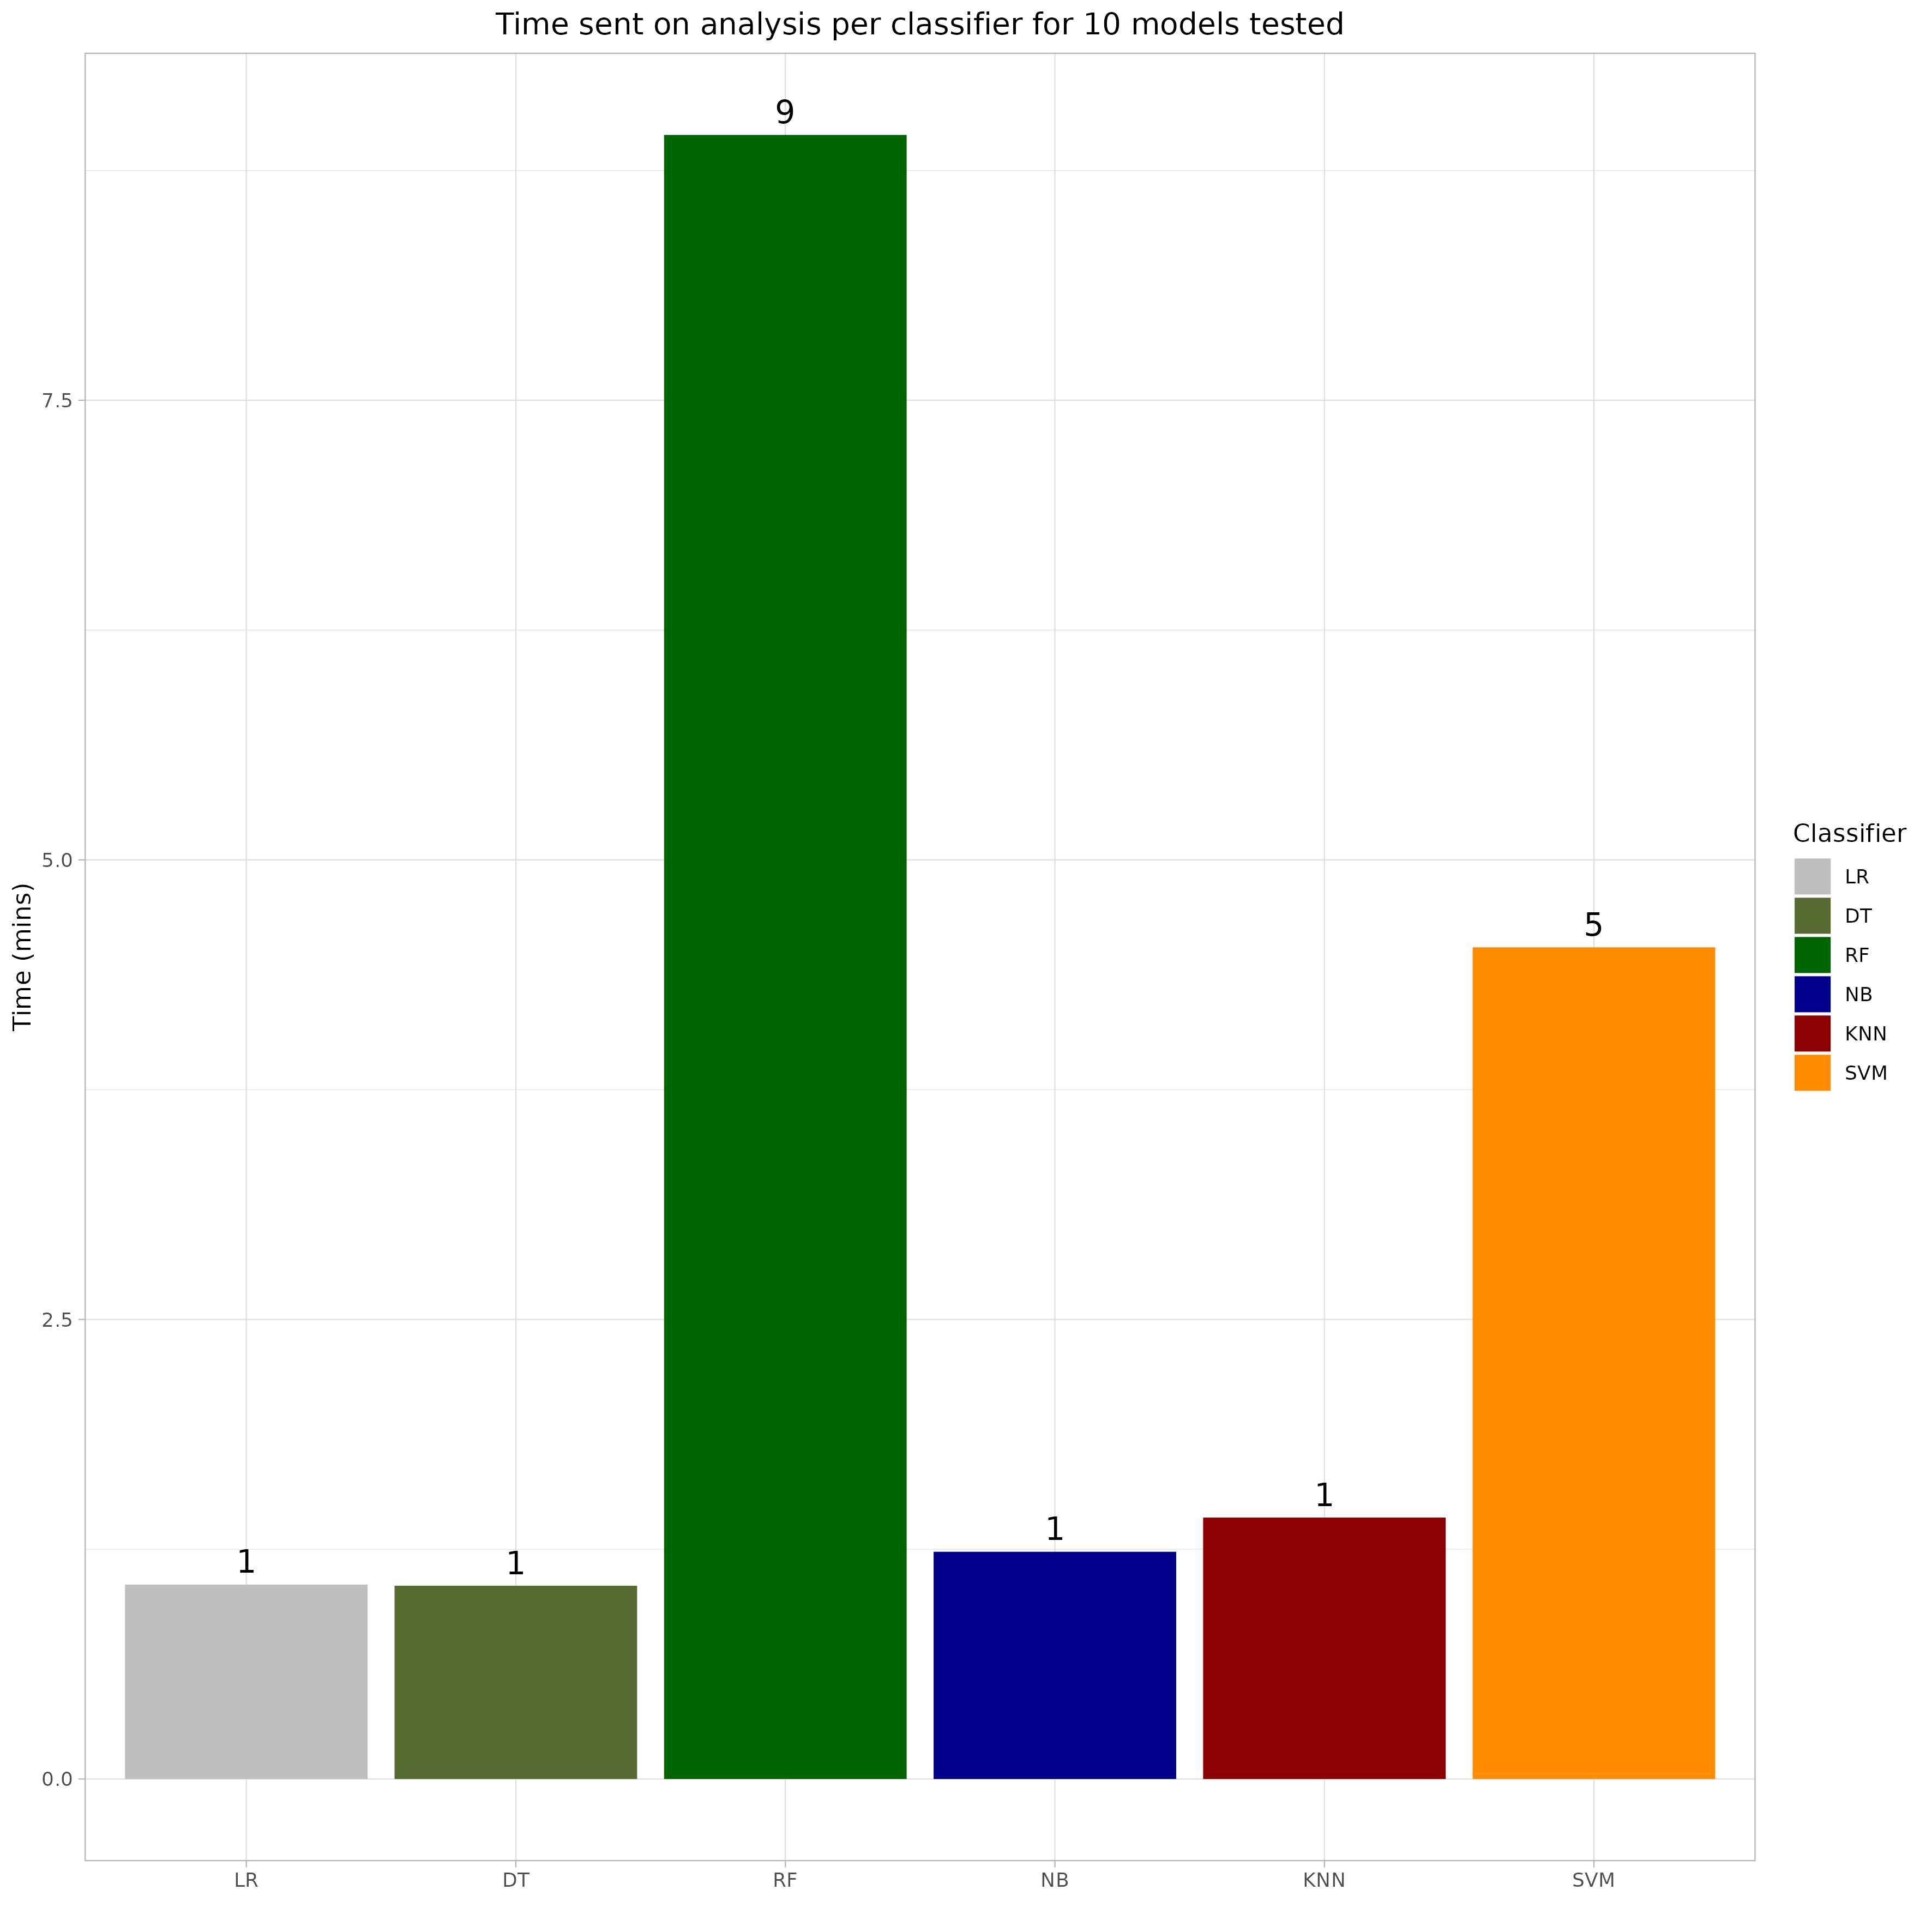 Time sent on analysis per classifier for 10 models tested
9
7.5
5.0
5
2.5
1
1
1
1
0.0
Time (mins)
LR
DT
RF
NB
KNN
SVM
Classifier
LR
DT
RF
NB
KNN
SVM